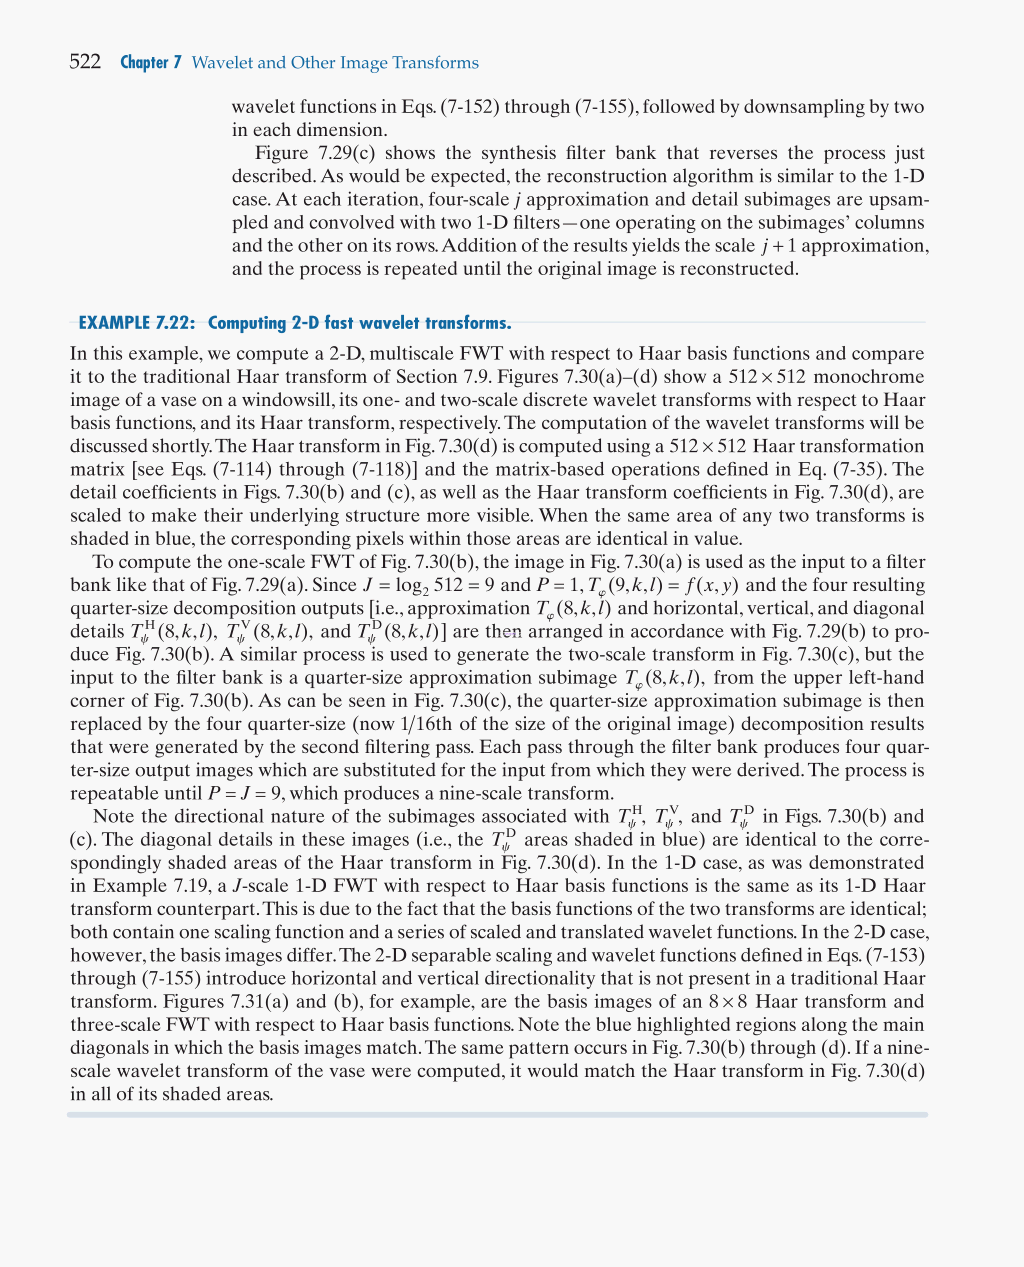 522 Chapter 7 Wavelet and Other Image Transforms
wavelet functions in Eqs. (7-152) through (7-155), followed by downsampling by two
in each dimension.
Figure 7.29(c) shows the synthesis filter bank that reverses the process just
described. As would be expected, the reconstruction algorithm is similar to the 1-D
case. At each iteration, four-scale j approximation and detail subimages are upsam-
pled and convolved with two 1-D filters—one operating on the subimages’ columns
and the other on its rows. Addition of the results yields the scale j + 1 approximation,
and the process is repeated until the original image is reconstructed.
EXAMPLE 7.22: Computing 2-D fast wavelet transforms.
In this example, we compute a 2-D, multiscale FWT with respect to Haar basis functions and compare
it to the traditional Haar transform of Section 7.9. Figures 7.30(a)–(d) show a 512 × 512 monochrome
image of a vase on a windowsill, its one- and two-scale discrete wavelet transforms with respect to Haar
basis functions, and its Haar transform, respectively. The computation of the wavelet transforms will be
discussed shortly. The Haar transform in Fig. 7.30(d) is computed using a 512 × 512 Haar transformation
matrix [see Eqs. (7-114) through (7-118)] and the matrix-based operations defined in Eq. (7-35). The
detail coefficients in Figs. 7.30(b) and (c), as well as the Haar transform coefficients in Fig. 7.30(d), are
scaled to make their underlying structure more visible. When the same area of any two transforms is
shaded in blue, the corresponding pixels within those areas are identical in value.
To compute the one-scale FWT of Fig. 7.30(b), the image in Fig. 7.30(a) is used as the input to a filter
bank like that of Fig. 7.29(a). Since J = log₂ 512 = 9 and P = 1, T_φ(9, k, l) = f(x, y) and the four resulting
quarter-size decomposition outputs [i.e., approximation T_φ(8, k, l) and horizontal, vertical, and diagonal
details T_ψ^H(8, k, l), T_ψ^V(8, k, l), and T_ψ^D(8, k, l)] are then arranged in accordance with Fig. 7.29(b) to pro-
duce Fig. 7.30(b). A similar process is used to generate the two-scale transform in Fig. 7.30(c), but the
input to the filter bank is a quarter-size approximation subimage T_φ(8, k, l), from the upper left-hand
corner of Fig. 7.30(b). As can be seen in Fig. 7.30(c), the quarter-size approximation subimage is then
replaced by the four quarter-size (now 1/16th of the size of the original image) decomposition results
that were generated by the second filtering pass. Each pass through the filter bank produces four quar-
ter-size output images which are substituted for the input from which they were derived. The process is
repeatable until P = J = 9, which produces a nine-scale transform.
Note the directional nature of the subimages associated with T_ψ^H, T_ψ^V, and T_ψ^D in Figs. 7.30(b) and
(c). The diagonal details in these images (i.e., the T_ψ^D areas shaded in blue) are identical to the corre-
spondingly shaded areas of the Haar transform in Fig. 7.30(d). In the 1-D case, as was demonstrated
in Example 7.19, a J-scale 1-D FWT with respect to Haar basis functions is the same as its 1-D Haar
transform counterpart. This is due to the fact that the basis functions of the two transforms are identical;
both contain one scaling function and a series of scaled and translated wavelet functions. In the 2-D case,
however, the basis images differ. The 2-D separable scaling and wavelet functions defined in Eqs. (7-153)
through (7-155) introduce horizontal and vertical directionality that is not present in a traditional Haar
transform. Figures 7.31(a) and (b), for example, are the basis images of an 8 × 8 Haar transform and
three-scale FWT with respect to Haar basis functions. Note the blue highlighted regions along the main
diagonals in which the basis images match. The same pattern occurs in Fig. 7.30(b) through (d). If a nine-
scale wavelet transform of the vase were computed, it would match the Haar transform in Fig. 7.30(d)
in all of its shaded areas.